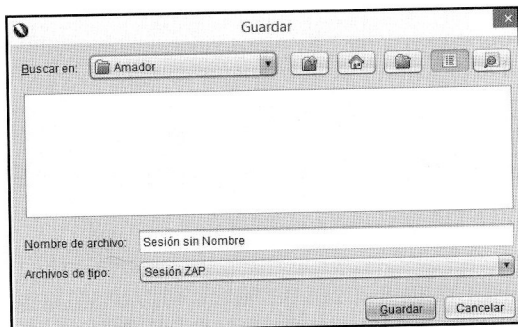 Guardar
Buscar en: Amador
Nombre de archivo: Sesión sin Nombre
Archivos de tipo: Sesión ZAP
Guardar Cancelar